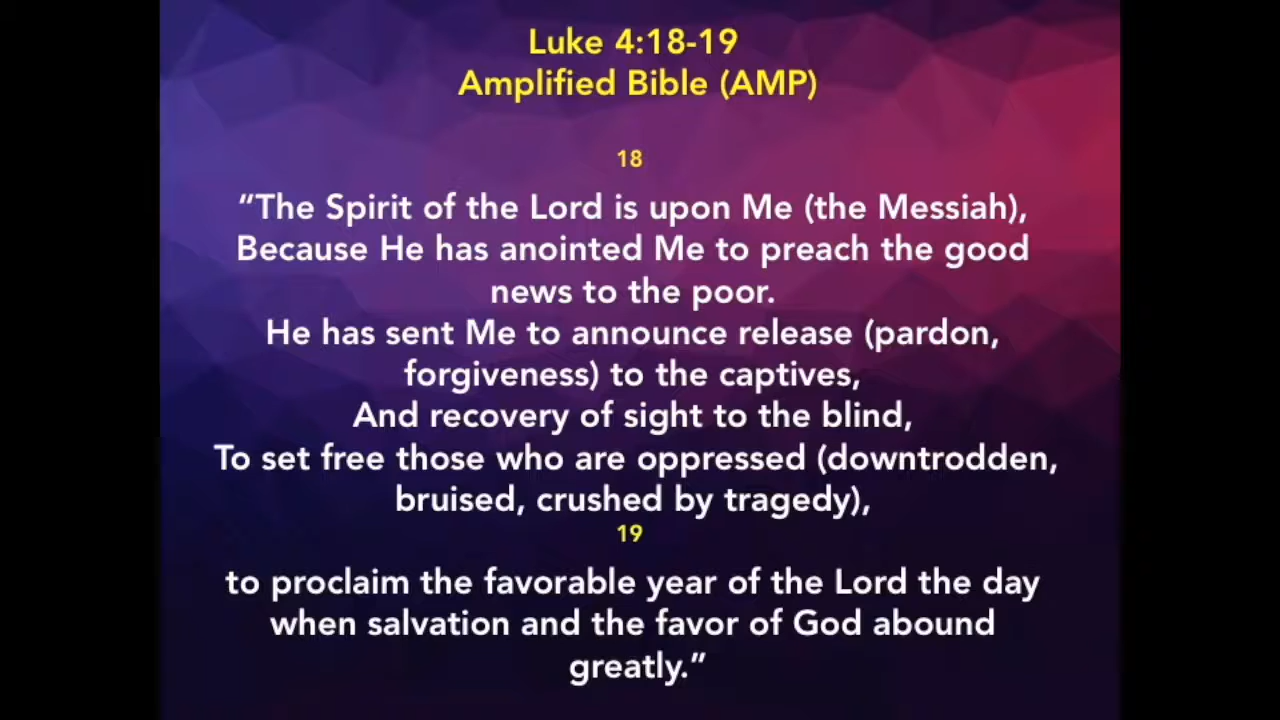 Luke 4:18-19
Amplified Bible (AMP)
18
“The Spirit of the Lord is upon Me (the Messiah),
Because He has anointed Me to preach the good
news to the poor.
He has sent Me to announce release (pardon,
forgiveness) to the captives,
And recovery of sight to the blind,
To set free those who are oppressed (downtrodden,
bruised, crushed by tragedy),
19
to proclaim the favorable year of the Lord the day
when salvation and the favor of God abound
greatly.”